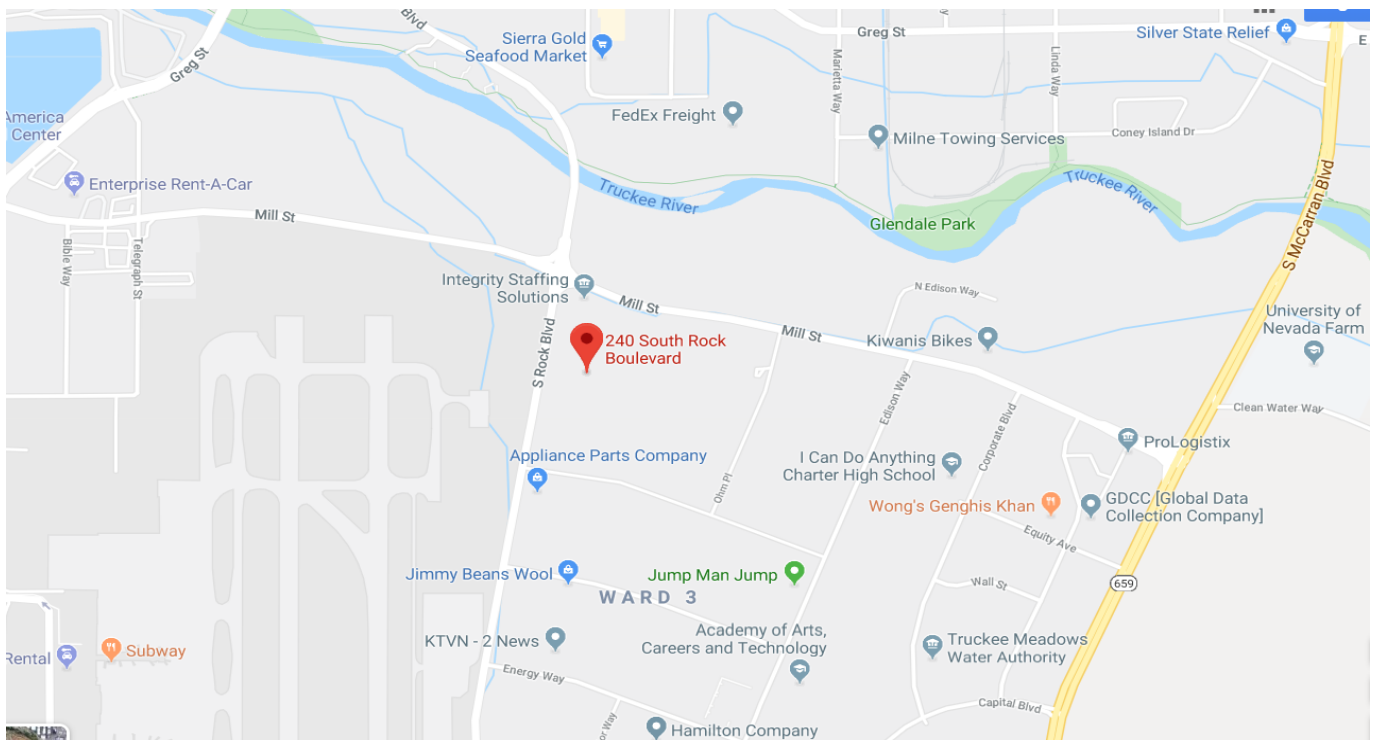 Blvd
Greg St
Sierra Gold
Seafood Market
Greg St
Silver State Relief
E
Greg St
America
Center
Marietta Way
Linda Way
FedEx Freight
Milne Towing Services
Coney Island Dr
Enterprise Rent-A-Car
Truckee River
Truckee River
S McCarran Blvd
Mill St
Glendale Park
Bible Way
Telegraph St
Integrity Staffing
Solutions
Mill St
N Edison Way
Mill St
Kiwanis Bikes
University of
Nevada Farm
S Rock Blvd
240 South Rock
Boulevard
Edison Way
Corporate Blvd
Clean Water Way
ProLogistix
Appliance Parts Company
I Can Do Anything
Charter High School
Ohm Pl
Wong's Genghis Khan
GDCC [Global Data
Collection Company]
Equity Ave
Jimmy Beans Wool
Jump Man Jump
WARD 3
Wall St
659
KTVN - 2 News
Academy of Arts,
Careers and Technology
Truckee Meadows
Water Authority
Rental
Subway
Energy Way
Capital Blvd
Hamilton Company